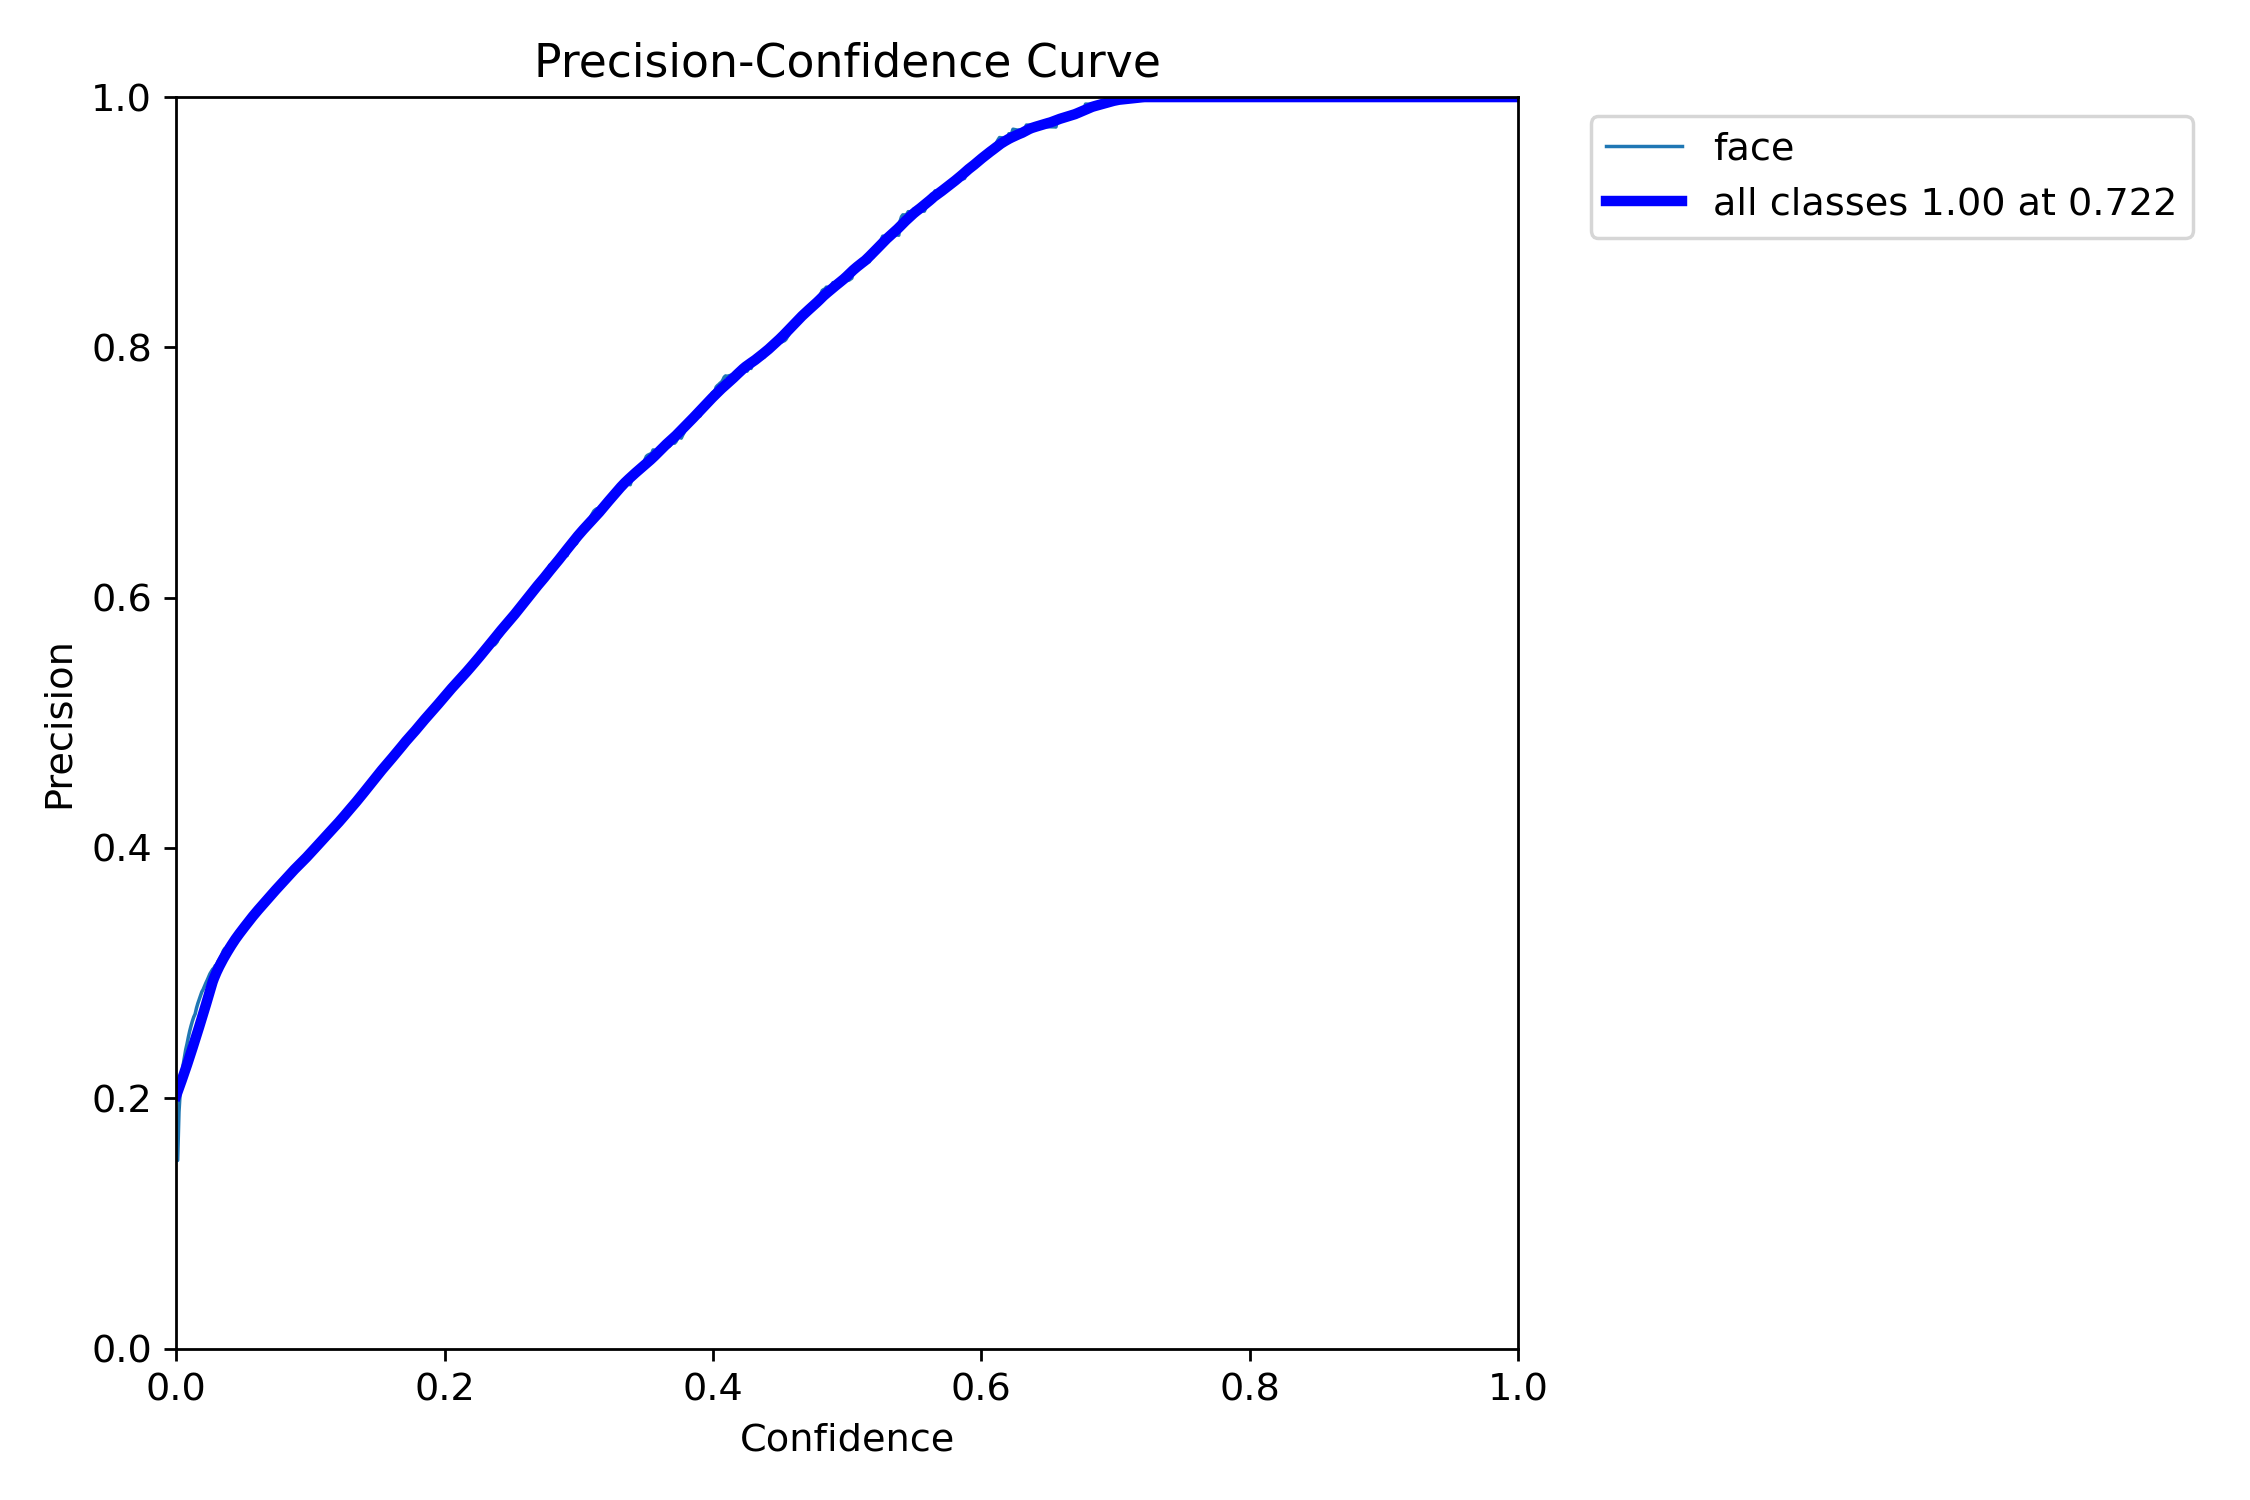 Precision-Confidence Curve
1.0
0.8
0.6
0.4
0.2
0.0
Precision
0.0 0.2 0.4 0.6 0.8 1.0
Confidence
face
all classes 1.00 at 0.722